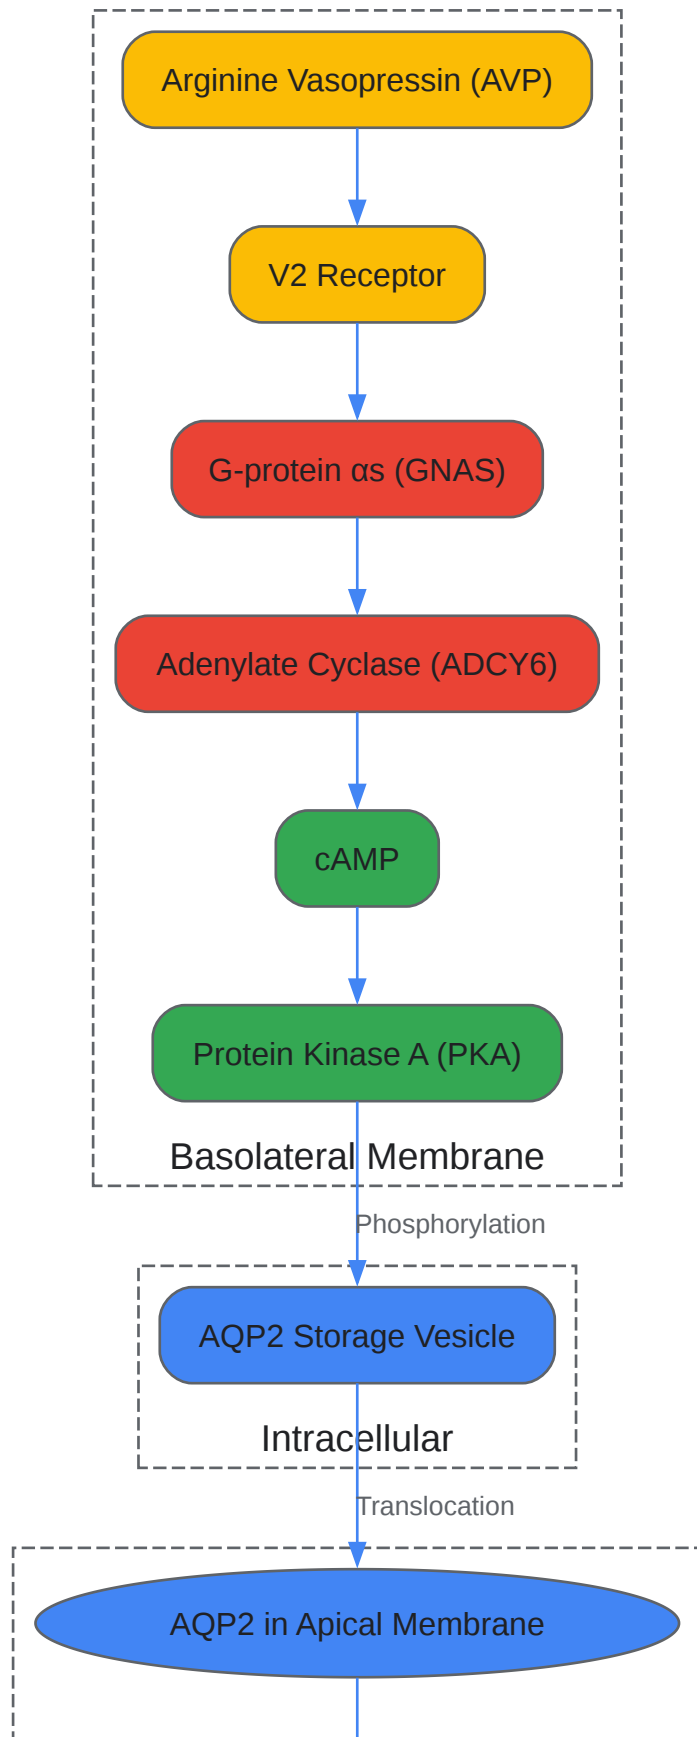 Arginine Vasopressin (AVP)
V2 Receptor
G-protein αs (GNAS)
Adenylate Cyclase (ADCY6)
cAMP
Protein Kinase A (PKA)
Basolateral Membrane
Phosphorylation
AQP2 Storage Vesicle
Intracellular
Translocation
AQP2 in Apical Membrane